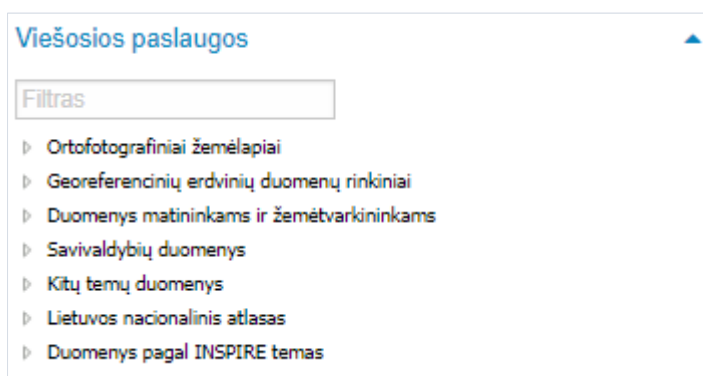 Viešosios paslaugos
Filtras
Ortofotografiniai žemėlapiai
Georeferencinių erdvinių duomenų rinkiniai
Duomenys matininkams ir žemėtvarkininkams
Savivaldybių duomenys
Kitų temų duomenys
Lietuvos nacionalinis atlasas
Duomenys pagal INSPIRE temas